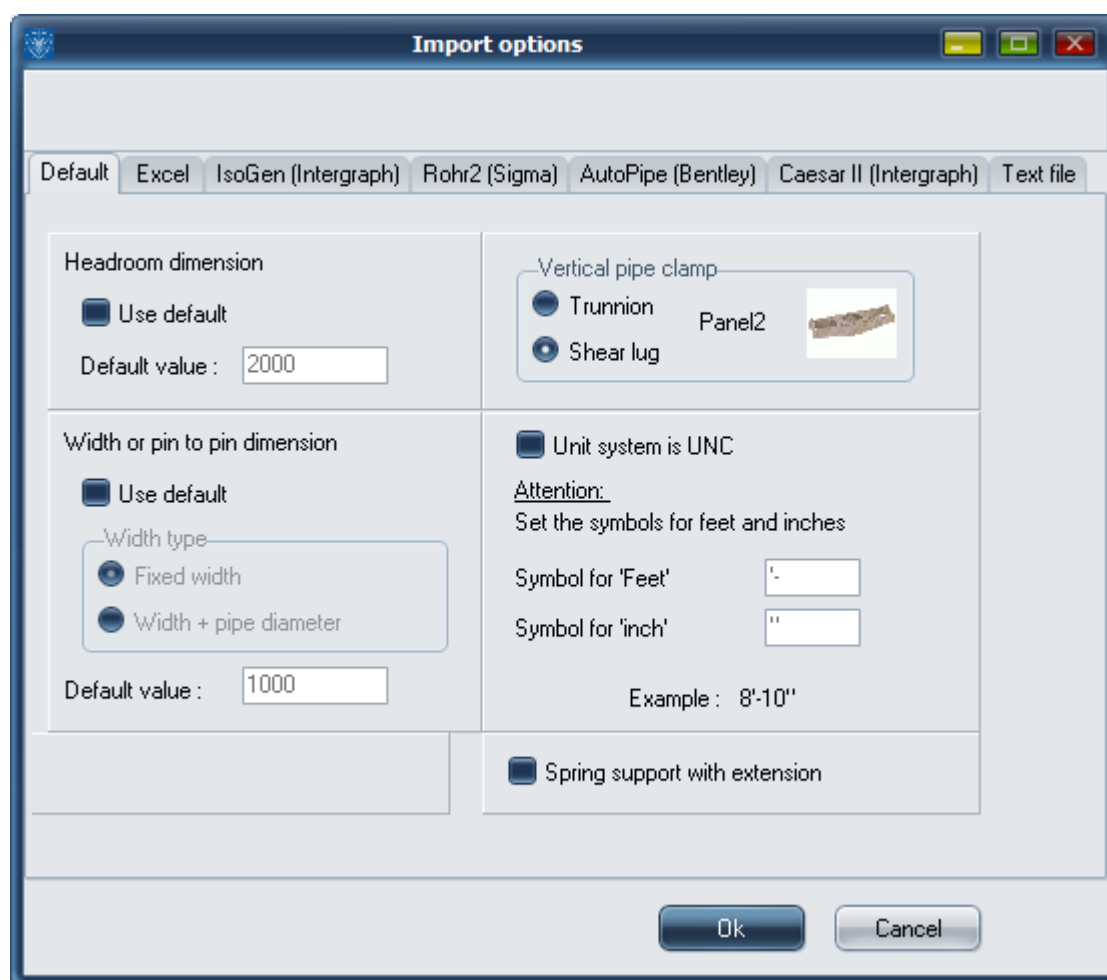 Import options
Default Excel IsoGen (Intergraph) Rohr2 (Sigma) AutoPipe (Bentley) Caesar II (Intergraph) Text file
Headroom dimension
Use default
Default value : 2000
Vertical pipe clamp
Trunnion
Panel2
Shear lug
Width or pin to pin dimension
Use default
Width type
Fixed width
Width + pipe diameter
Default value : 1000
Unit system is UNC
Attention:
Set the symbols for feet and inches
Symbol for 'Feet' '-
Symbol for 'inch' ''
Example : 8'-10''
Spring support with extension
Ok Cancel